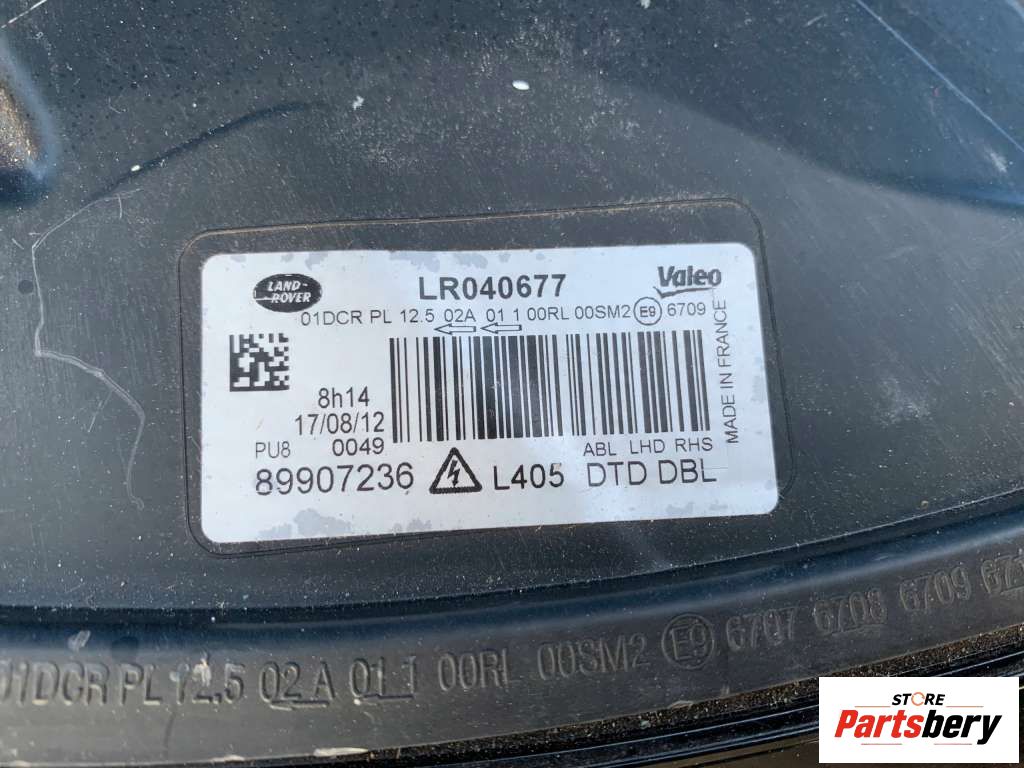 LAND-
ROVER
LR040677
Valeo
01DCR PL 12.5 02A 01 1 00RL 00SM2 E9 6709
8h14
17/08/12
PU8 0049
ABL LHD RHS
MADE IN FRANCE
89907236 L405 DTD DBL
01DCR PL 12.5 02 A 01 1 00RL 00SM2 E9 6707 6708 6709
STORE
Partsbery